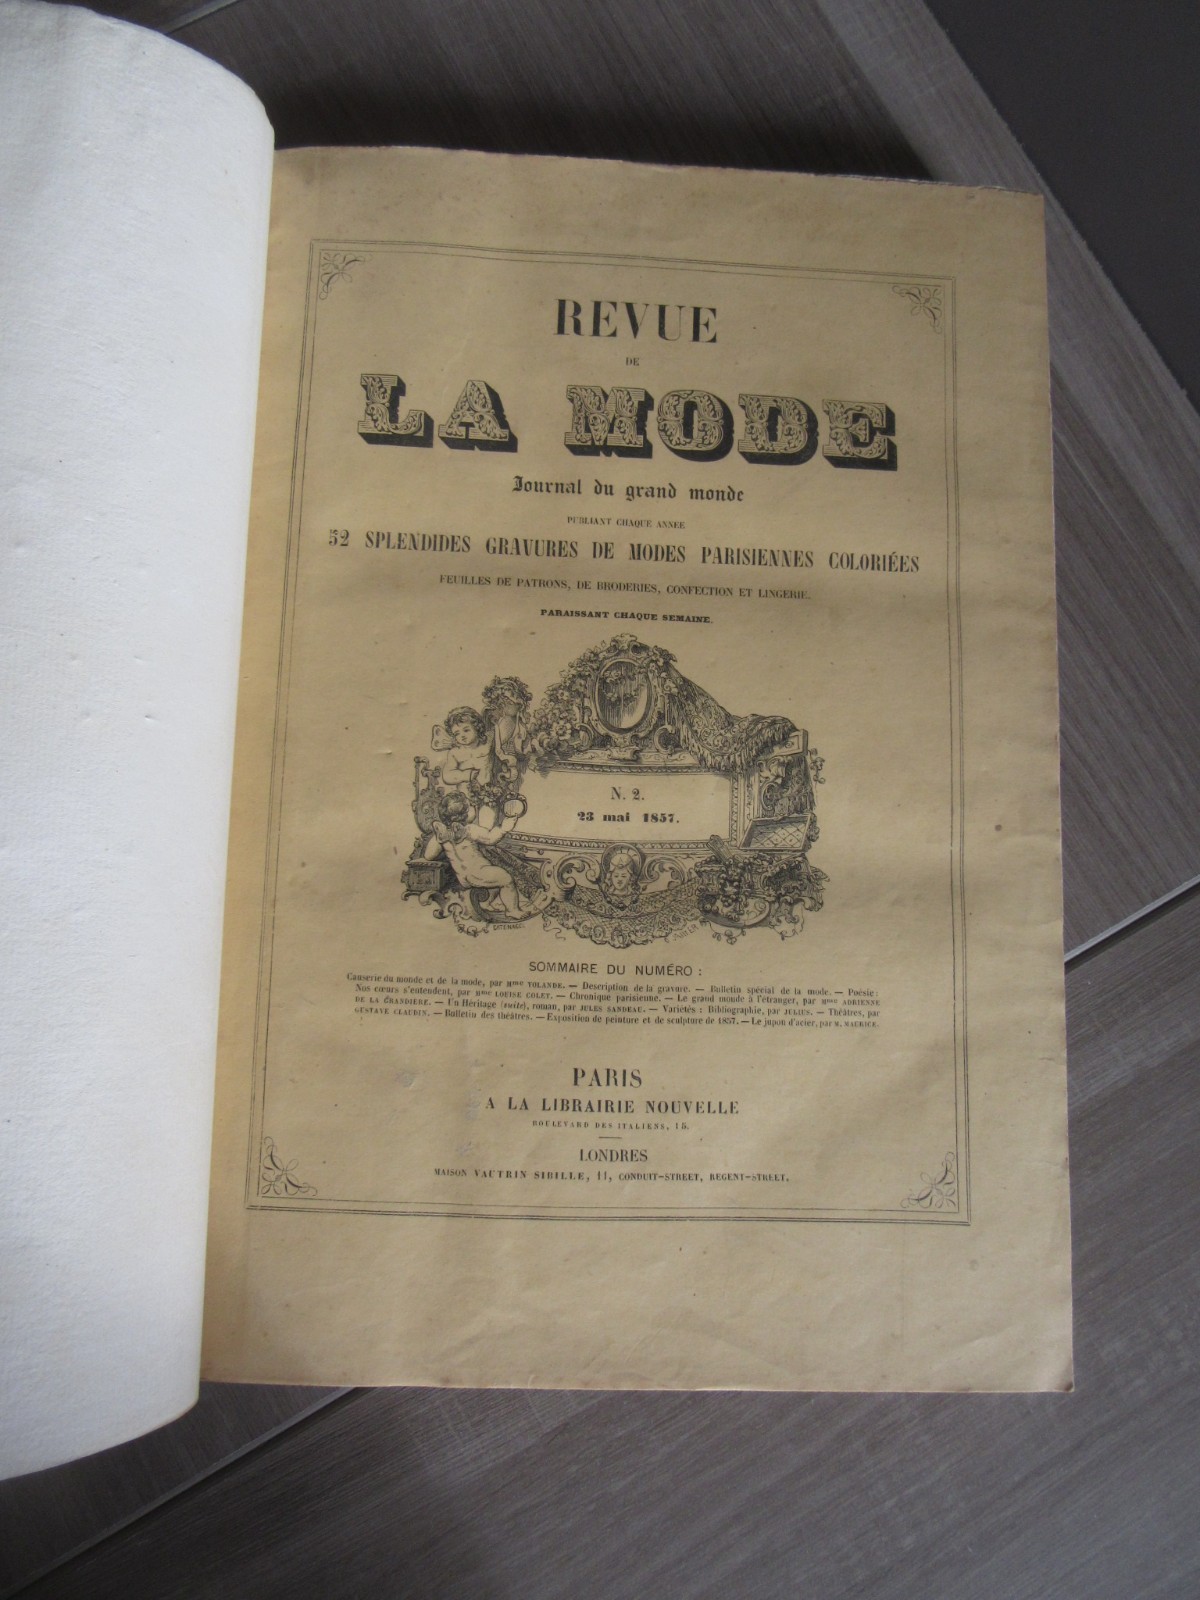 REVUE
DE
LA MODE
Journal du grand monde
PUBLIANT CHAQUE ANNEE
52 SPLENDIDES GRAVURES DE MODES PARISIENNES COLORIÉES
FEUILLES DE PATRONS, DE BRODERIES, CONFECTION ET LINGERIE.
PARAISSANT CHAQUE SEMAINE.
N. 2.
23 mai 1857.
CATENACCI
SOMMAIRE DU NUMÉRO :
Causerie du monde et de la mode, par Mme YOLANDE. — Description de la gravure. — Bulletin spécial de la mode. — Poésie :
Nos cœurs s'entendent, par Mme LOUISE COLET. — Chronique parisienne. — Le grand monde à l'étranger, par Mme ADRIENNE
DE LA GRANDIÈRE. — Un Héritage (suite), roman, par JULES SANDEAU. — Variétés : Bibliographie, par JULIUS. — Théâtres, par
GUSTAVE CLAUDIN. — Bulletin des théâtres. — Exposition de peinture et de sculpture de 1857. — Le jupon d'acier, par M. MAURICE.
PARIS
A LA LIBRAIRIE NOUVELLE
BOULEVARD DES ITALIENS, 15.
LONDRES
MAISON VAUTRIN SIBILLE, 11, CONDUIT-STREET, REGENT-STREET.